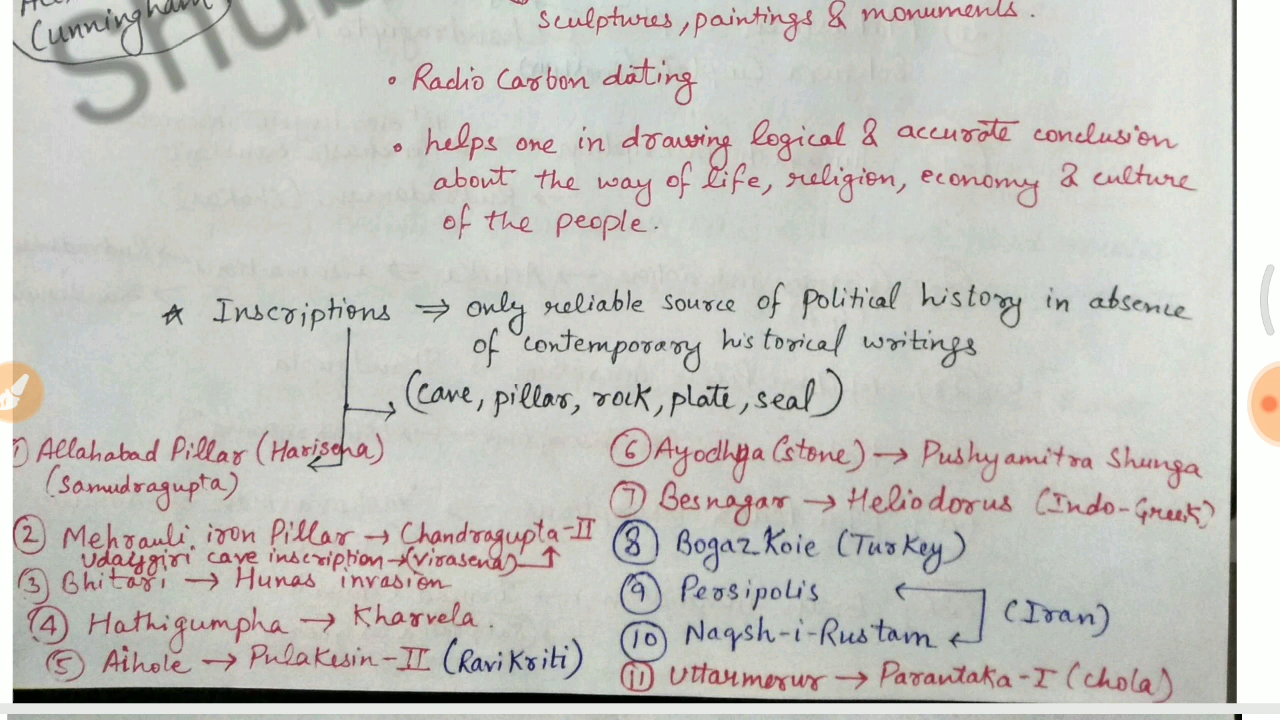 Cunningham
Shub
sculptures, paintings & monuments.
• Radio Carbon dating
• helps one in drawing logical & accurate conclusion
about the way of life, religion, economy & culture
of the people.
☆ Inscriptions ⇒ only reliable source of political history in absence
of contemporary historical writings
(cave, pillar, rock, plate, seal)
1) Allahabad Pillar (Harisena)
(Samudragupta)
② Mehrauli iron Pillar → Chandragupta-II
Udaygiri cave inscription → (Virasena)
③ Bhitari → Hunas invasion
④ Hathigumpha → Kharvela.
⑤ Aihole → Pulakesin-II (RaviKriti)
⑥ Ayodhya (stone) → Pushyamitra Shunga
⑦ Besnagar → Heliodorus (Indo-Greek)
⑧ Bogaz Koie (Turkey)
⑨ Persipolis
(Iran)
⑩ Naqsh-i-Rustam
⑪ Uttarmerur → Parantaka-I (Chola)